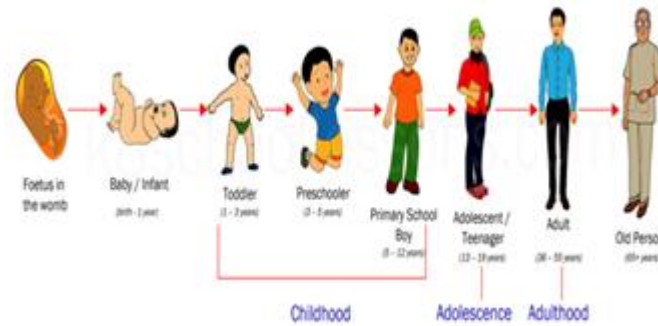 Foetus in
the womb
Baby / Infant
(birth - 1 year)
Toddler
(1 - 3 years)
Preschooler
(3 - 5 years)
Primary School
Boy
(5 - 12 years)
Adolescent /
Teenager
(13 - 19 years)
Adult
Old Perso
(65+ years)
Childhood
Adolescence
Adulthood